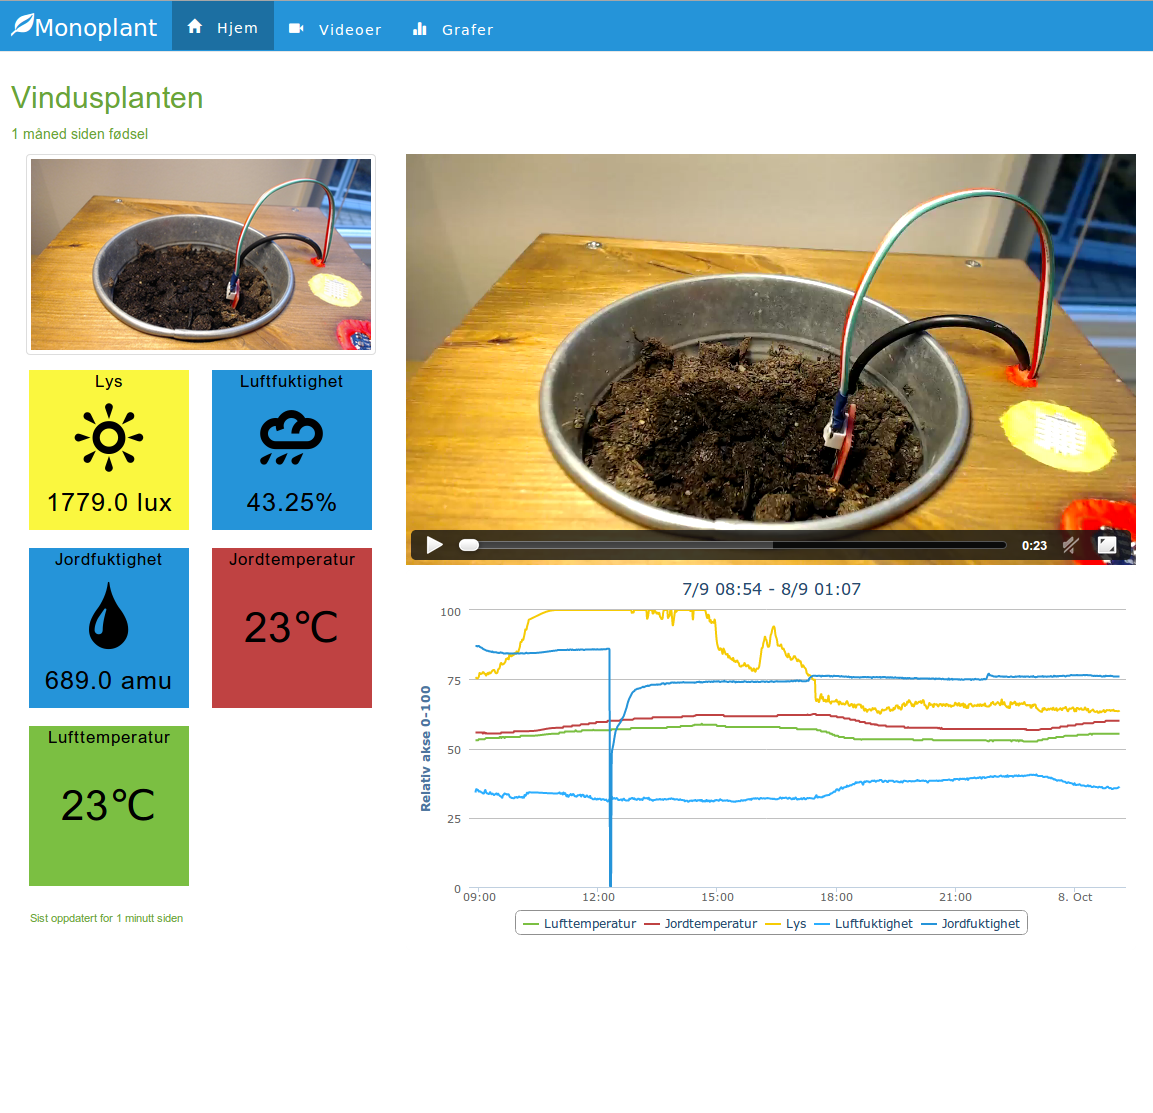 Monoplant
Hjem
Videoer
Grafer
Vindusplanten
1 måned siden fødsel
Lys
1779.0 lux
Luftfuktighet
43.25%
Jordfuktighet
689.0 amu
Jordtemperatur
23°C
Lufttemperatur
23°C
Sist oppdatert for 1 minutt siden
0:23
7/9 08:54 - 8/9 01:07
Relativ akse 0-100
100
75
50
25
0
09:00 12:00 15:00 18:00 21:00 8. Oct
Lufttemperatur Jordtemperatur Lys Luftfuktighet Jordfuktighet